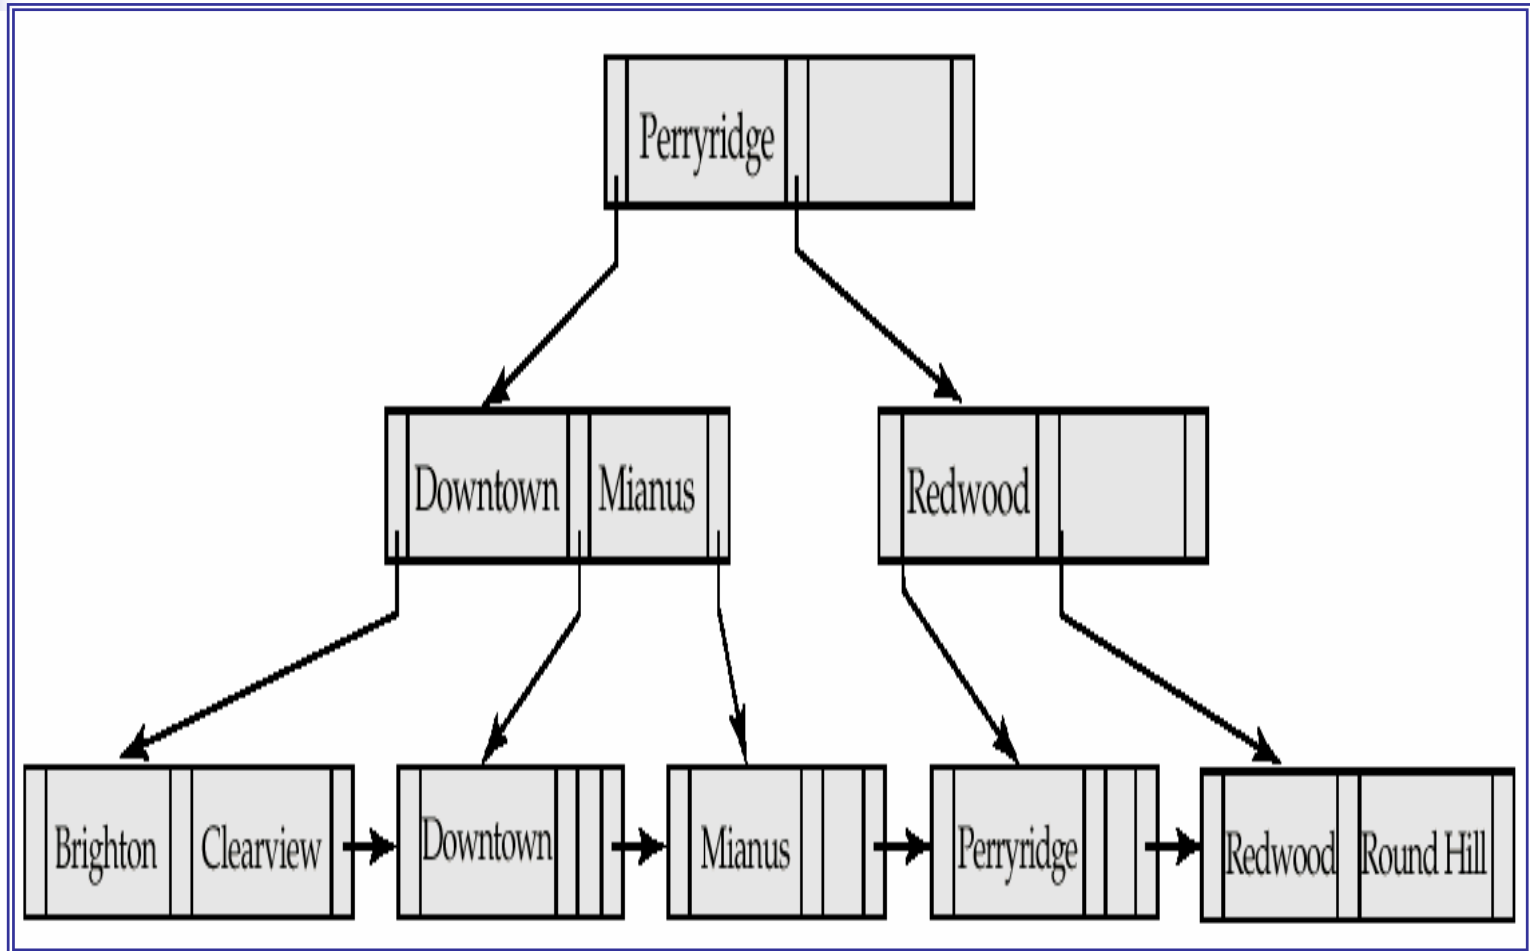 Perryridge
Downtown Mianus
Redwood
Brighton Clearview
Downtown
Mianus
Perryridge
Redwood Round Hill